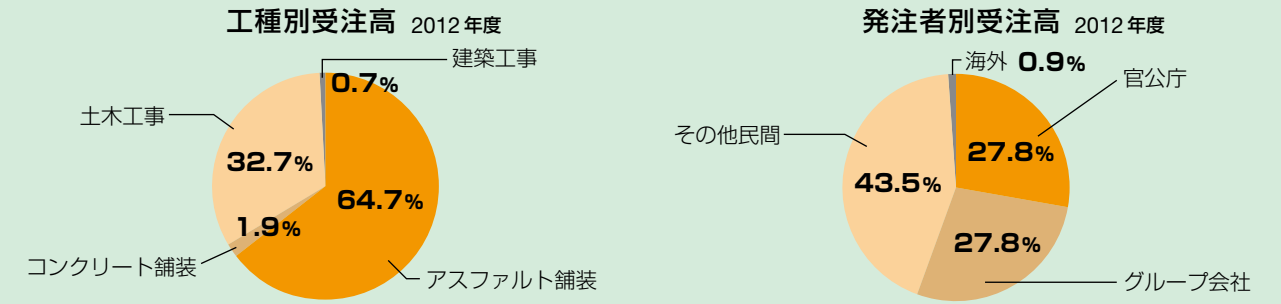 工種別受注高 2012年度
建築工事
0.7%
土木工事
32.7%
64.7%
1.9%
コンクリート舗装
アスファルト舗装
発注者別受注高 2012年度
海外 0.9%
官公庁
その他民間
27.8%
43.5%
27.8%
グループ会社